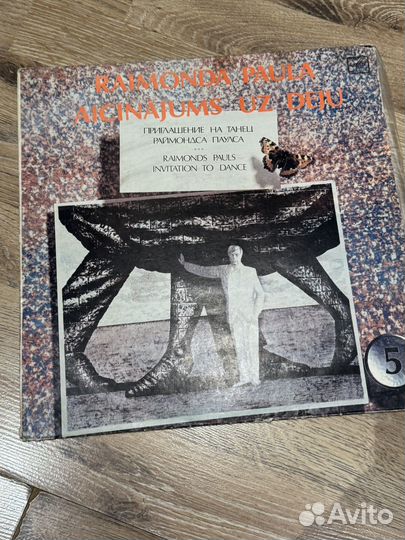 RAIMONDA PAULA
AICINĀJUMS UZ DEJU
ПРИГЛАШЕНИЕ НА ТАНЕЦ
РАЙМОНДСА ПАУЛСА
***
RAIMONDS PAULS
INVITATION TO DANCE
5
Avito